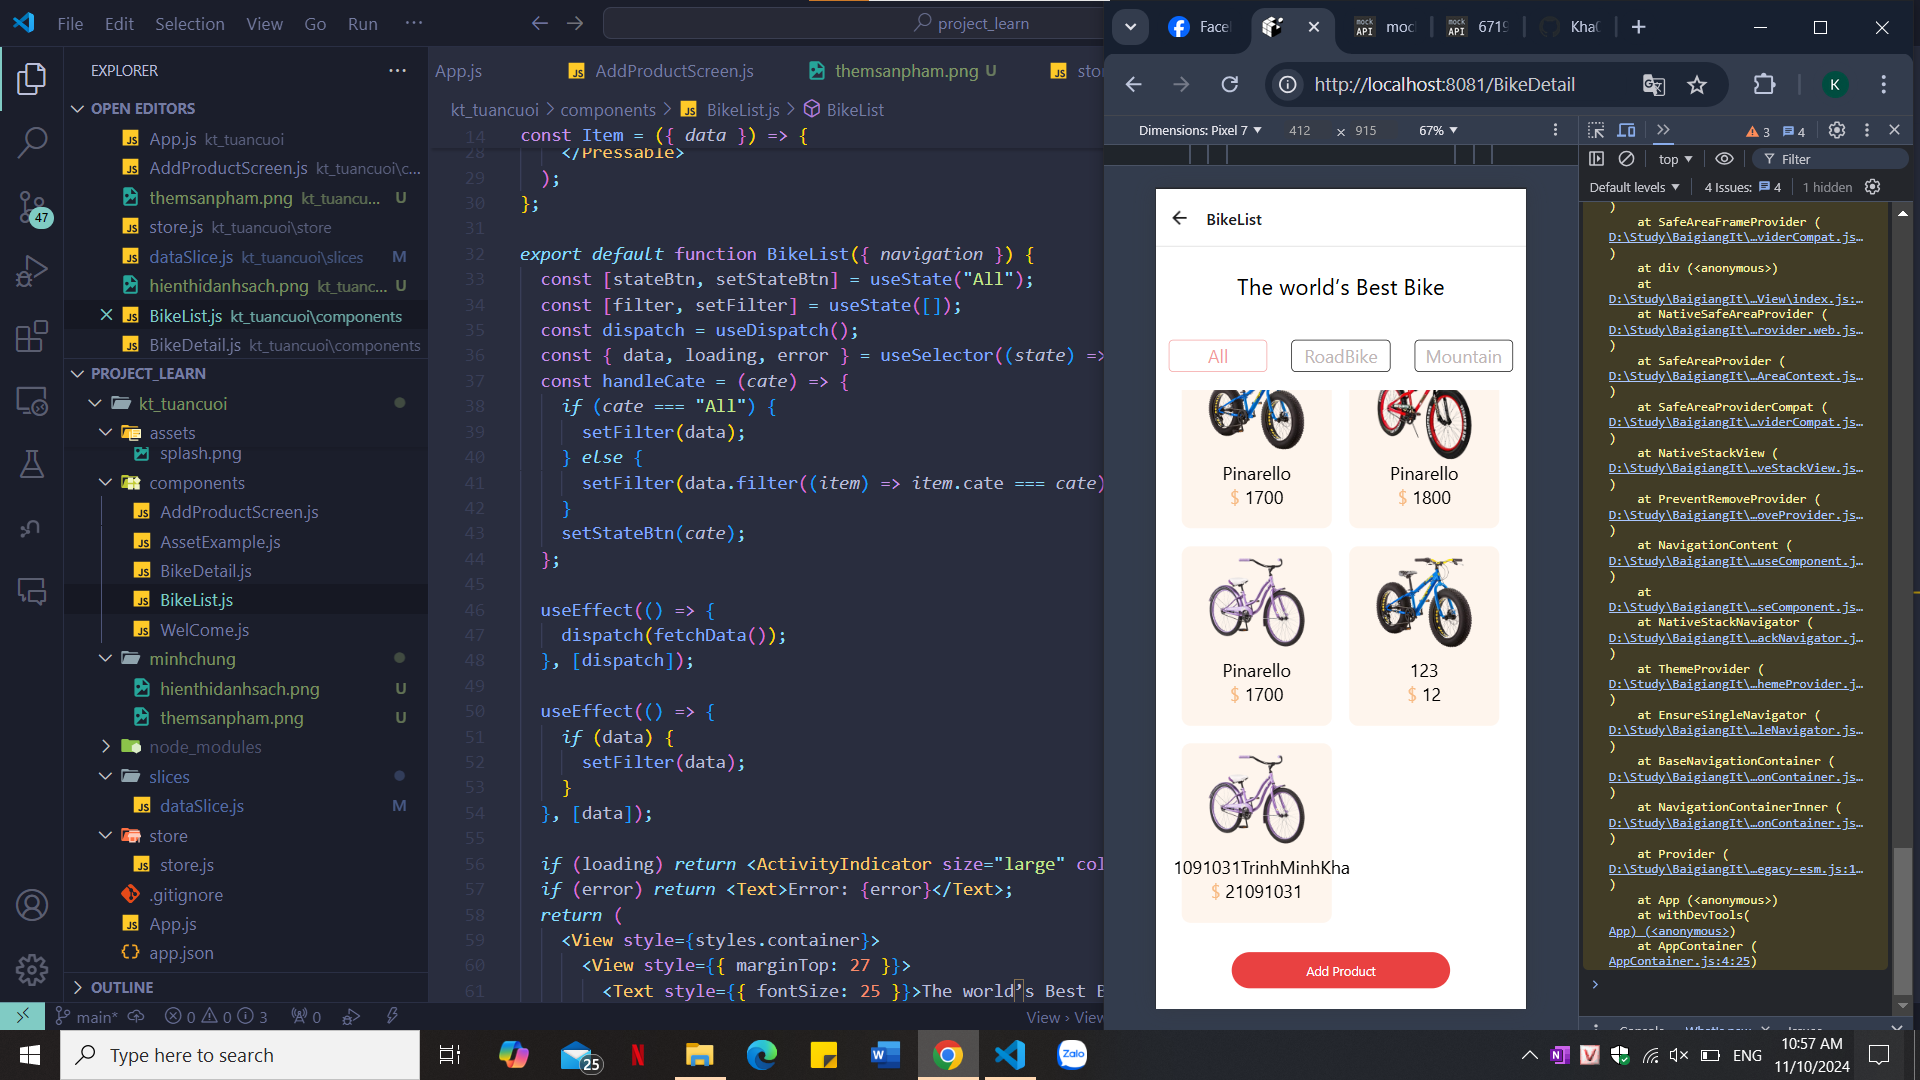 File Edit Selection View Go Run ···
project_learn
EXPLORER
OPEN EDITORS
App.js kt_tuancuoi
AddProductScreen.js kt_tuancuoi\c...
themsanpham.png kt_tuancu... U
store.js kt_tuancuoi\store
dataSlice.js kt_tuancuoi\slices M
hienthidanhsach.png kt_tuanc... U
BikeList.js kt_tuancuoi\components
BikeDetail.js kt_tuancuoi\components
PROJECT_LEARN
kt_tuancuoi
assets
splash.png
components
AddProductScreen.js
AssetExample.js
BikeDetail.js
BikeList.js
WelCome.js
minhchung
hienthidanhsach.png U
themsanpham.png U
node_modules
slices
dataSlice.js M
store
store.js
.gitignore
App.js
app.json
OUTLINE
47
App.js AddProductScreen.js themsanpham.png U sto
kt_tuancuoi > components > BikeList.js > BikeList
14 const Item = ({ data }) => {
28 </Pressable>
29 );
30 };
31
32 export default function BikeList({ navigation }) {
33 const [stateBtn, setStateBtn] = useState("All");
34 const [filter, setFilter] = useState([]);
35 const dispatch = useDispatch();
36 const { data, loading, error } = useSelector((state) =>
37 const handleCate = (cate) => {
38 if (cate === "All") {
39 setFilter(data);
40 } else {
41 setFilter(data.filter((item) => item.cate === cate)
42 }
43 setStateBtn(cate);
44 };
45
46 useEffect(() => {
47 dispatch(fetchData());
48 }, [dispatch]);
49
50 useEffect(() => {
51 if (data) {
52 setFilter(data);
53 }
54 }, [data]);
55
56 if (loading) return <ActivityIndicator size="large" col
57 if (error) return <Text>Error: {error}</Text>;
58 return (
59 <View style={styles.container}>
60 <View style={{ marginTop: 27 }}>
61 <Text style={{ fontSize: 25 }}>The world’s Best B
main* 0 0 3 0
View > View
Face mock API moc mock API 6719 Kha
http://localhost:8081/BikeDetail K
Dimensions: Pixel 7 412 × 915 67%
BikeList
The world’s Best Bike
All RoadBike Mountain
Pinarello Pinarello
$ 1700 $ 1800
Pinarello 123
$ 1700 $ 12
1091031TrinhMinhKha
$ 21091031
Add Product
3 4
top Filter
Default levels 4 Issues: 4 1 hidden
)
at SafeAreaFrameProvider (
D:\Study\BaigiangIt\…viderCompat.js…
)
at div (<anonymous>)
at
D:\Study\BaigiangIt\…View\index.js:…
at NativeSafeAreaProvider (
D:\Study\BaigiangIt\…rovider.web.js…
)
at SafeAreaProvider (
D:\Study\BaigiangIt\…AreaContext.js…
)
at SafeAreaProviderCompat (
D:\Study\BaigiangIt\…viderCompat.js…
)
at NativeStackView (
D:\Study\BaigiangIt\…veStackView.js…
)
at PreventRemoveProvider (
D:\Study\BaigiangIt\…oveProvider.js…
)
at NavigationContent (
D:\Study\BaigiangIt\…useComponent.j…
)
at
D:\Study\BaigiangIt\…seComponent.js…
at NativeStackNavigator (
D:\Study\BaigiangIt\…ackNavigator.j…
)
at ThemeProvider (
D:\Study\BaigiangIt\…hemeProvider.j…
)
at EnsureSingleNavigator (
D:\Study\BaigiangIt\…leNavigator.js…
)
at BaseNavigationContainer (
D:\Study\BaigiangIt\…onContainer.js…
)
at NavigationContainerInner (
D:\Study\BaigiangIt\…onContainer.js…
)
at Provider (
D:\Study\BaigiangIt\…egacy-esm.js:1…
)
at App (<anonymous>)
at withDevTools(
App) (<anonymous>)
at AppContainer (
AppContainer.js:4:25)
Type here to search
25
Zalo
ENG
10:57 AM
11/10/2024